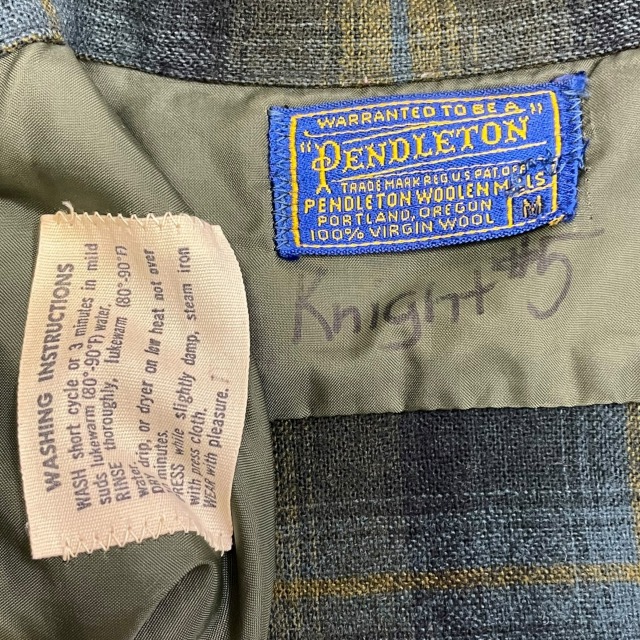 WARRANTED TO BE A"
"PENDLETON
TRADE MARK REG US PAT. OFF
PENDLETON WOOLEN MILLS
PORTLAND, OREGON
100% VIRGIN WOOL
M
Knight #5
WASHING INSTRUCTIONS
WASH short cycle or 3 minutes in mild
suds lukewarm (80°-90°F) water.
RINSE thoroughly, lukewarm (80°-90°F)
water, drip, or dryer on low heat not over
minutes.
PRESS while slightly damp, steam iron
with press cloth.
WEAR with pleasure.